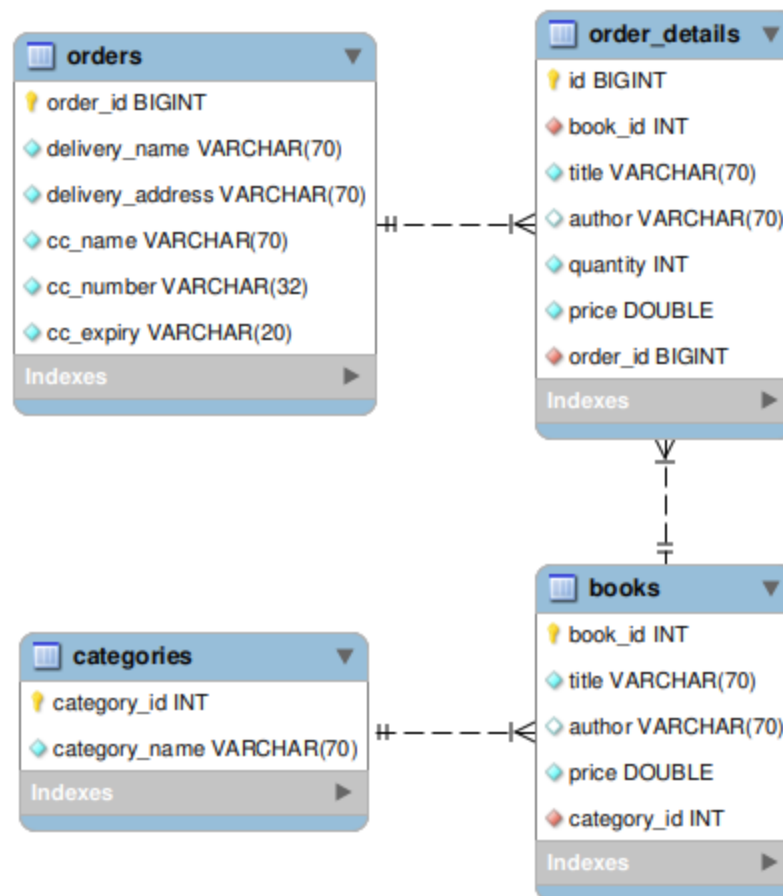 orders
order_id BIGINT
delivery_name VARCHAR(70)
delivery_address VARCHAR(70)
cc_name VARCHAR(70)
cc_number VARCHAR(32)
cc_expiry VARCHAR(20)
Indexes
order_details
id BIGINT
book_id INT
title VARCHAR(70)
author VARCHAR(70)
quantity INT
price DOUBLE
order_id BIGINT
Indexes
categories
category_id INT
category_name VARCHAR(70)
Indexes
books
book_id INT
title VARCHAR(70)
author VARCHAR(70)
price DOUBLE
category_id INT
Indexes